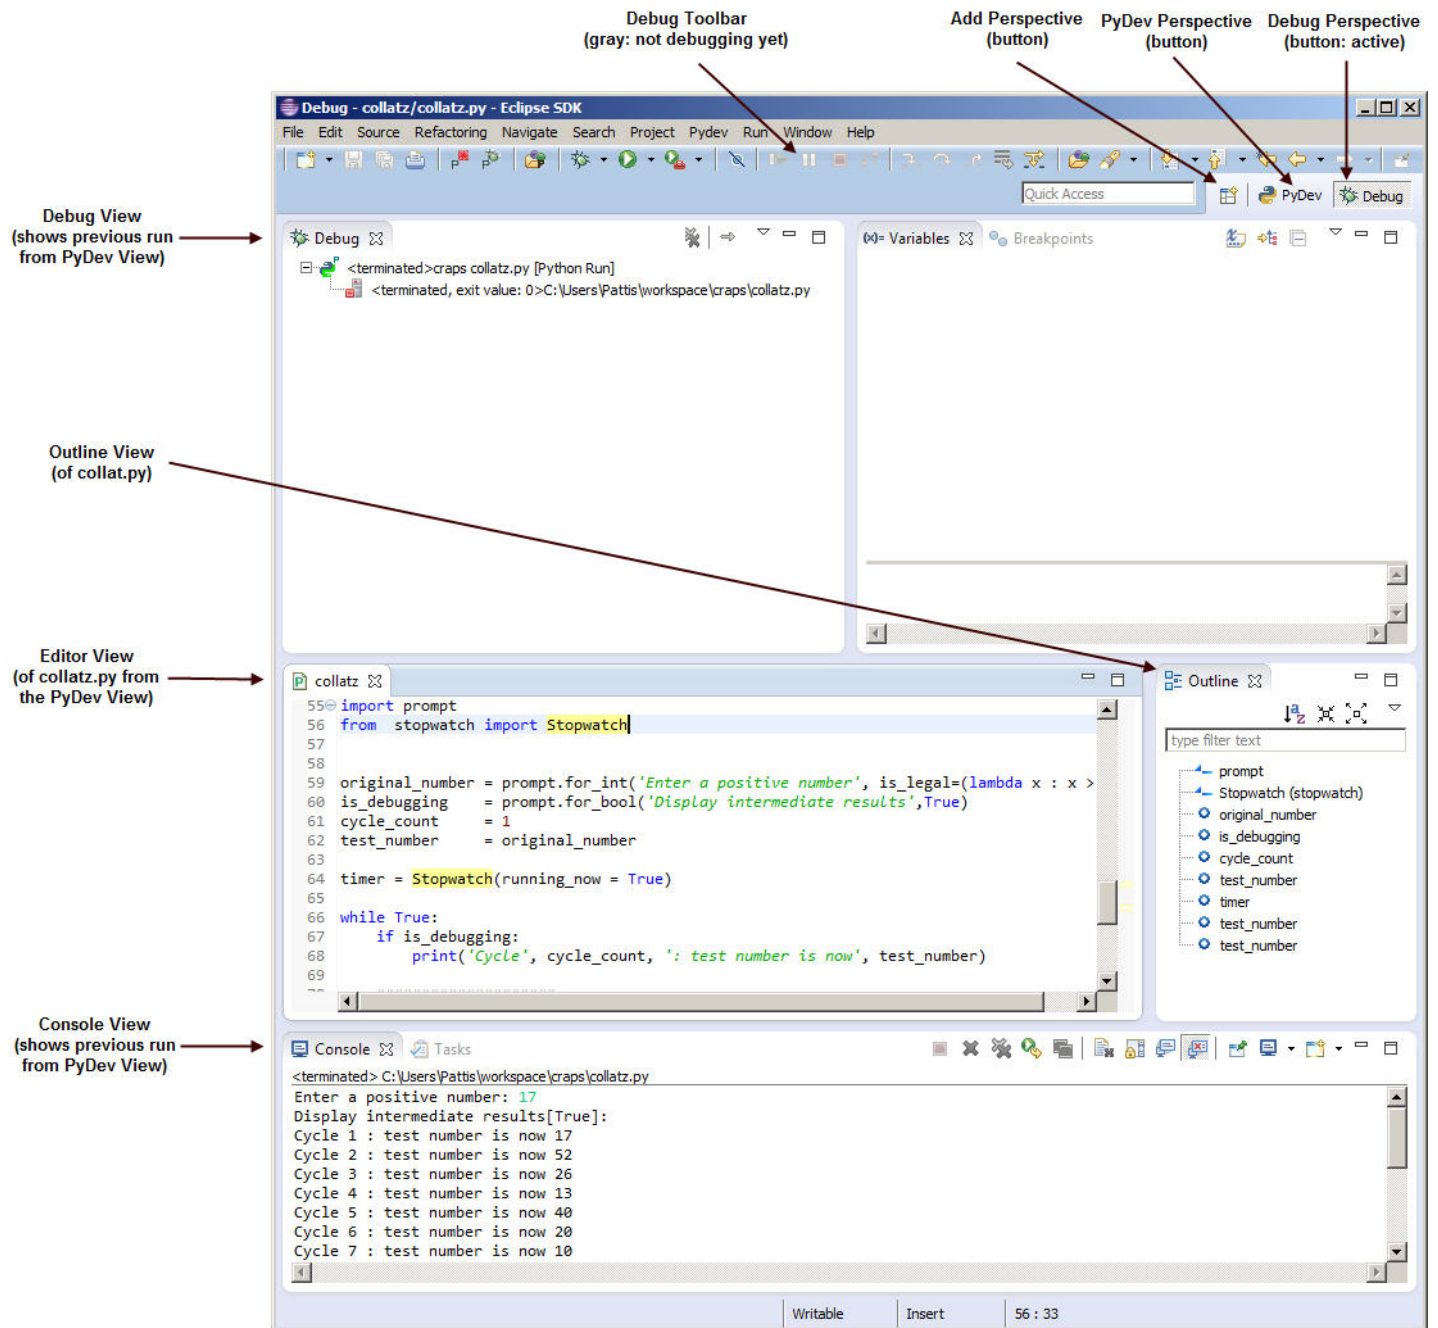 Debug Toolbar
(gray: not debugging yet)
Add Perspective
(button)
PyDev Perspective
(button)
Debug Perspective
(button: active)
Debug - collatz/collatz.py - Eclipse SDK
File Edit Source Refactoring Navigate Search Project Pydev Run Window Help
Quick Access
PyDev
Debug
Debug View
(shows previous run
from PyDev View)
Debug
<terminated>craps collatz.py [Python Run]
<terminated, exit value: 0>C:\Users\Pattis\workspace\craps\collatz.py
(x)= Variables
Breakpoints
Outline View
(of collat.py)
Editor View
(of collatz.py from
the PyDev View)
collatz
55 import prompt
56 from  stopwatch import Stopwatch
57
58
59 original_number = prompt.for_int('Enter a positive number', is_legal=(lambda x : x >
60 is_debugging    = prompt.for_bool('Display intermediate results',True)
61 cycle_count     = 1
62 test_number     = original_number
63
64 timer = Stopwatch(running_now = True)
65
66 while True:
67     if is_debugging:
68         print('Cycle', cycle_count, ': test number is now', test_number)
69
Outline
type filter text
prompt
Stopwatch (stopwatch)
original_number
is_debugging
cycle_count
test_number
timer
test_number
test_number
Console View
(shows previous run
from PyDev View)
Console
Tasks
<terminated> C:\Users\Pattis\workspace\craps\collatz.py
Enter a positive number: 17
Display intermediate results[True]:
Cycle 1 : test number is now 17
Cycle 2 : test number is now 52
Cycle 3 : test number is now 26
Cycle 4 : test number is now 13
Cycle 5 : test number is now 40
Cycle 6 : test number is now 20
Cycle 7 : test number is now 10
Writable
Insert
56 : 33